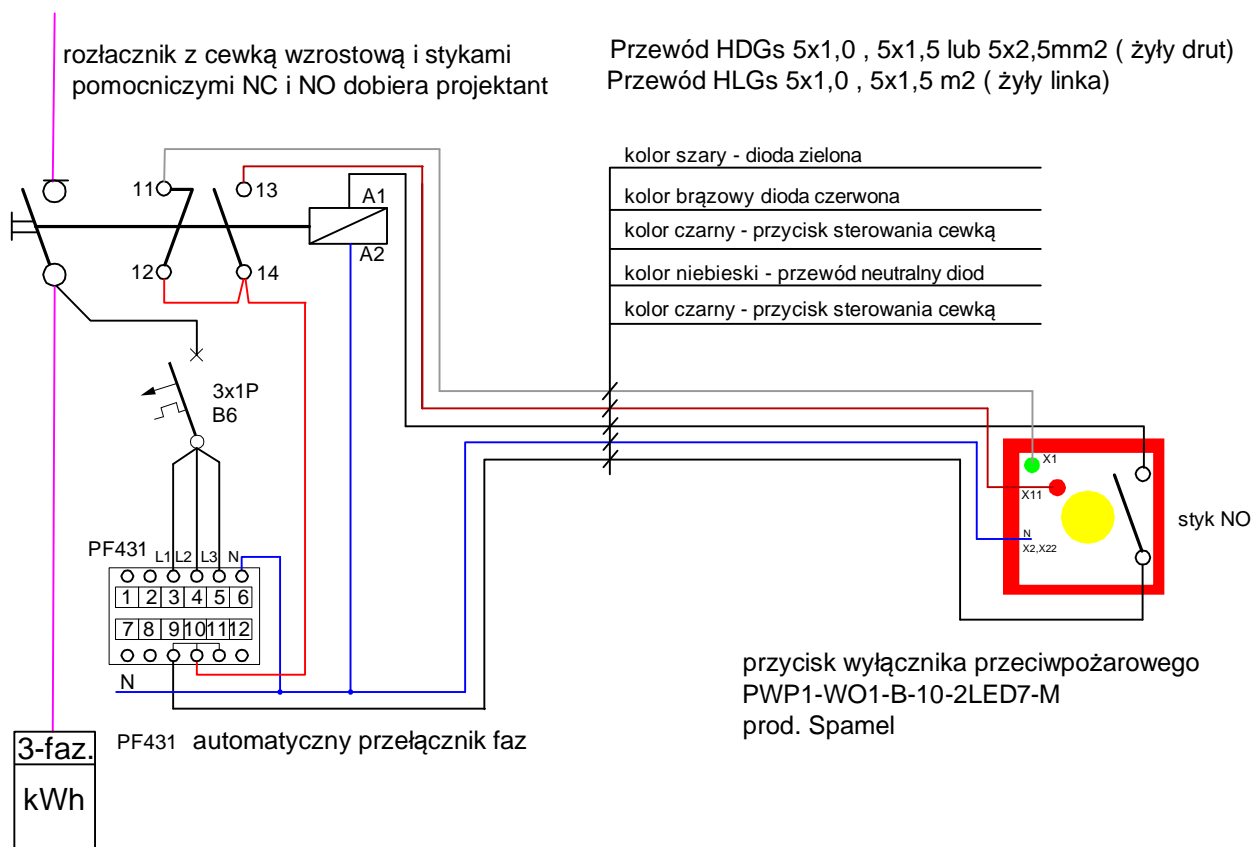 rozłacznik z cewką wzrostową i stykami
pomocniczymi NC i NO dobiera projektant
Przewód HDGs 5x1,0 , 5x1,5 lub 5x2,5mm2 ( żyły drut)
Przewód HLGs 5x1,0 , 5x1,5 m2 ( żyły linka)
kolor szary - dioda zielona
kolor brązowy dioda czerwona
kolor czarny - przycisk sterowania cewką
kolor niebieski - przewód neutralny diod
kolor czarny - przycisk sterowania cewką
11
13
A1
A2
12
14
3x1P
B6
X1
X11
N
X2,X22
styk NO
PF431 L1 L2 L3 N
1 2 3 4 5 6
7 8 9 10 11 12
N
przycisk wyłącznika przeciwpożarowego
PWP1-WO1-B-10-2LED7-M
prod. Spamel
PF431 automatyczny przełącznik faz
3-faz.
kWh